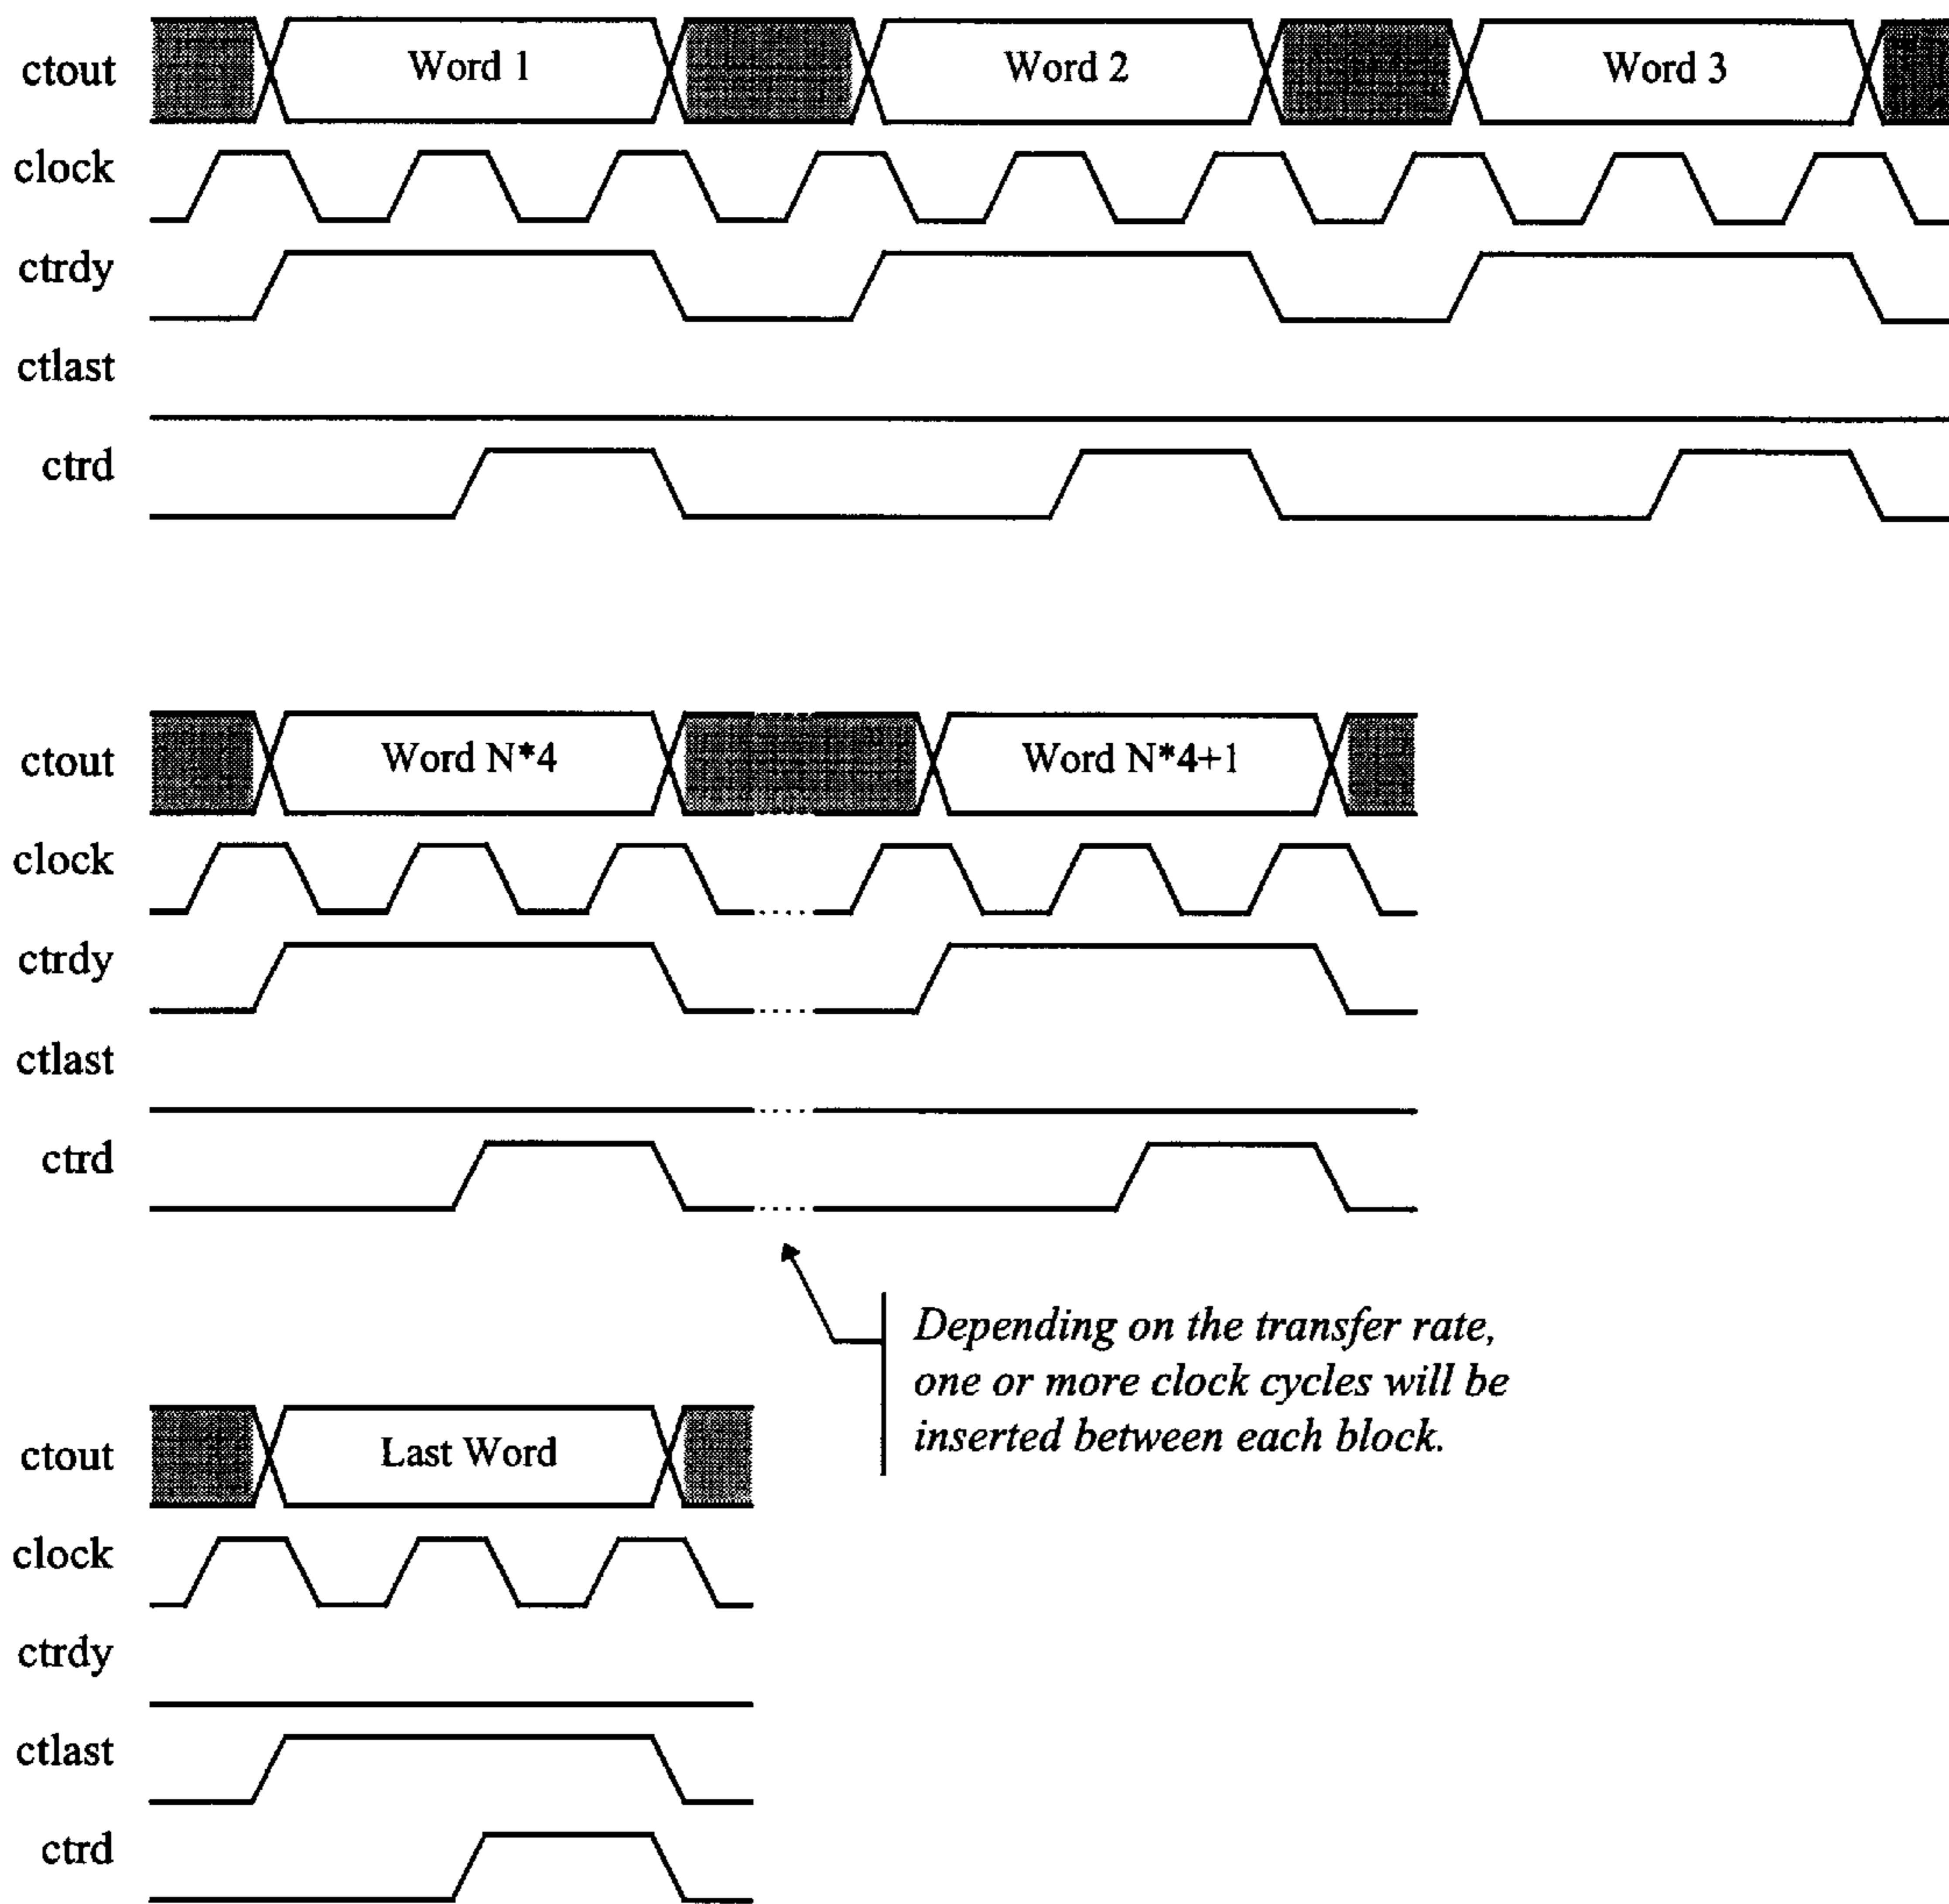 ctout Word 1 Word 2 Word 3
clock
ctrdy
ctlast
ctrd
ctout Word N*4 Word N*4+1
clock
ctrdy
ctlast
ctrd
Depending on the transfer rate,
one or more clock cycles will be
inserted between each block.
ctout Last Word
clock
ctrdy
ctlast
ctrd